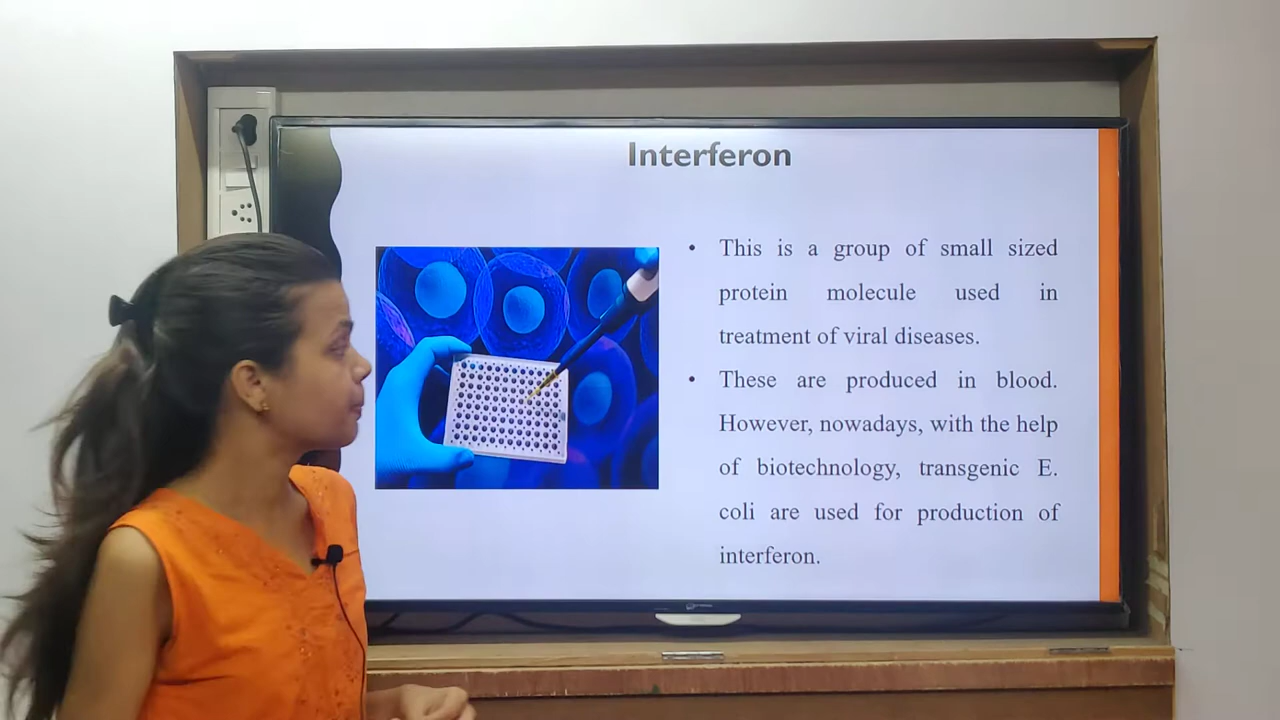 Interferon
• This is a group of small sized
protein molecule used in
treatment of viral diseases.
• These are produced in blood.
However, nowadays, with the help
of biotechnology, transgenic E.
coli are used for production of
interferon.